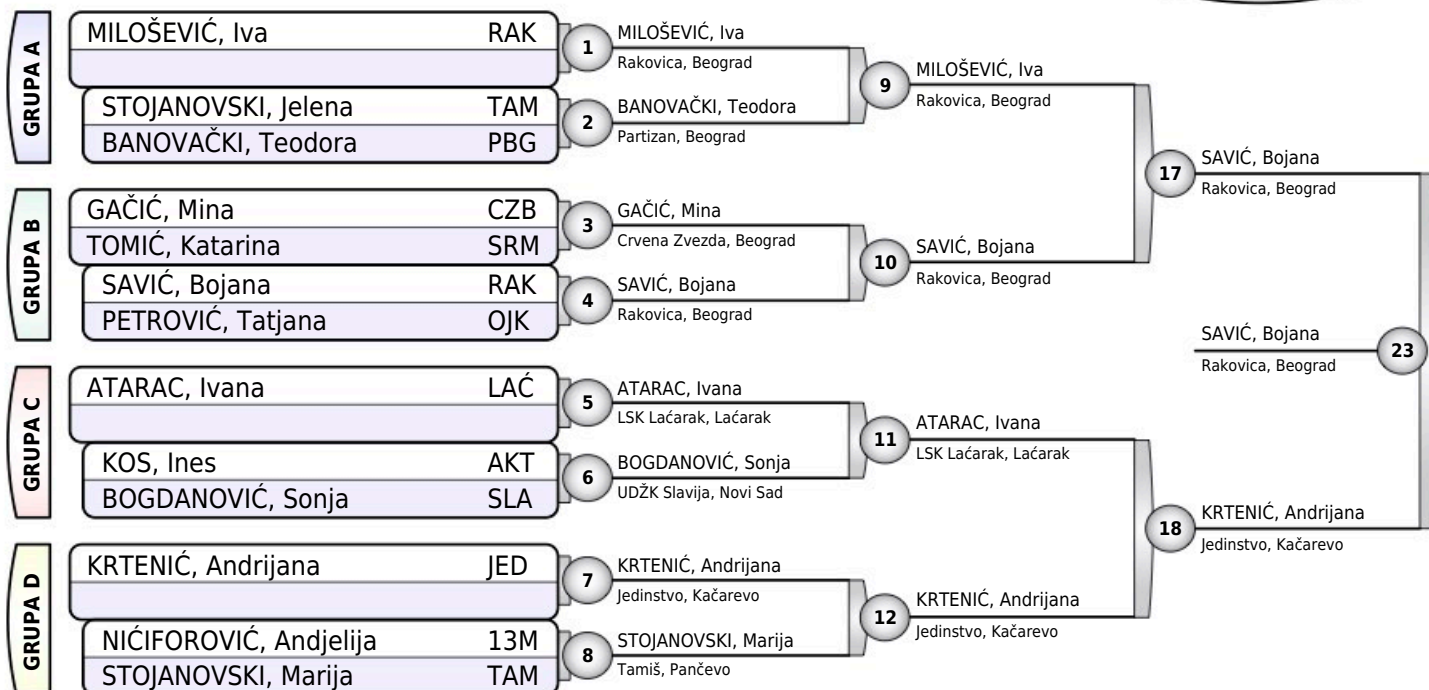 GRUPA A
MILOŠEVIĆ, Iva RAK
STOJANOVSKI, Jelena TAM
BANOVAČKI, Teodora PBG
GRUPA B
GAČIĆ, Mina CZB
TOMIĆ, Katarina SRM
SAVIĆ, Bojana RAK
PETROVIĆ, Tatjana OJK
GRUPA C
ATARAC, Ivana LAĆ
KOS, Ines AKT
BOGDANOVIĆ, Sonja SLA
GRUPA D
KRTENIĆ, Andrijana JED
NIĆIFOROVIĆ, Andjelija 13M
STOJANOVSKI, Marija TAM
1
MILOŠEVIĆ, Iva
Rakovica, Beograd
2
BANOVAČKI, Teodora
Partizan, Beograd
3
GAČIĆ, Mina
Crvena Zvezda, Beograd
4
SAVIĆ, Bojana
Rakovica, Beograd
5
ATARAC, Ivana
LSK Laćarak, Laćarak
6
BOGDANOVIĆ, Sonja
UDŽK Slavija, Novi Sad
7
KRTENIĆ, Andrijana
Jedinstvo, Kačarevo
8
STOJANOVSKI, Marija
Tamiš, Pančevo
9
MILOŠEVIĆ, Iva
Rakovica, Beograd
10
SAVIĆ, Bojana
Rakovica, Beograd
11
ATARAC, Ivana
LSK Laćarak, Laćarak
12
KRTENIĆ, Andrijana
Jedinstvo, Kačarevo
17
SAVIĆ, Bojana
Rakovica, Beograd
18
KRTENIĆ, Andrijana
Jedinstvo, Kačarevo
SAVIĆ, Bojana
Rakovica, Beograd
23